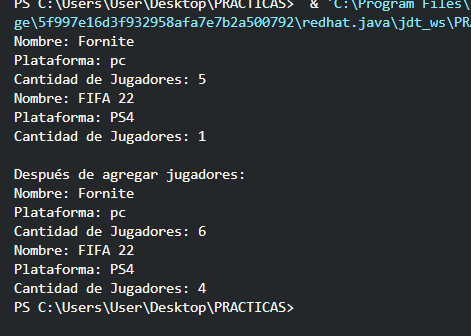 PS C:\Users\User\Desktop\PRACTICAS>  & 'C:\Program Files\
ge\5f997e16d3f932958afa7e7b2a500792\redhat.java\jdt_ws\PR
Nombre: Fornite
Plataforma: pc
Cantidad de Jugadores: 5
Nombre: FIFA 22
Plataforma: PS4
Cantidad de Jugadores: 1

Después de agregar jugadores:
Nombre: Fornite
Plataforma: pc
Cantidad de Jugadores: 6
Nombre: FIFA 22
Plataforma: PS4
Cantidad de Jugadores: 4
PS C:\Users\User\Desktop\PRACTICAS>